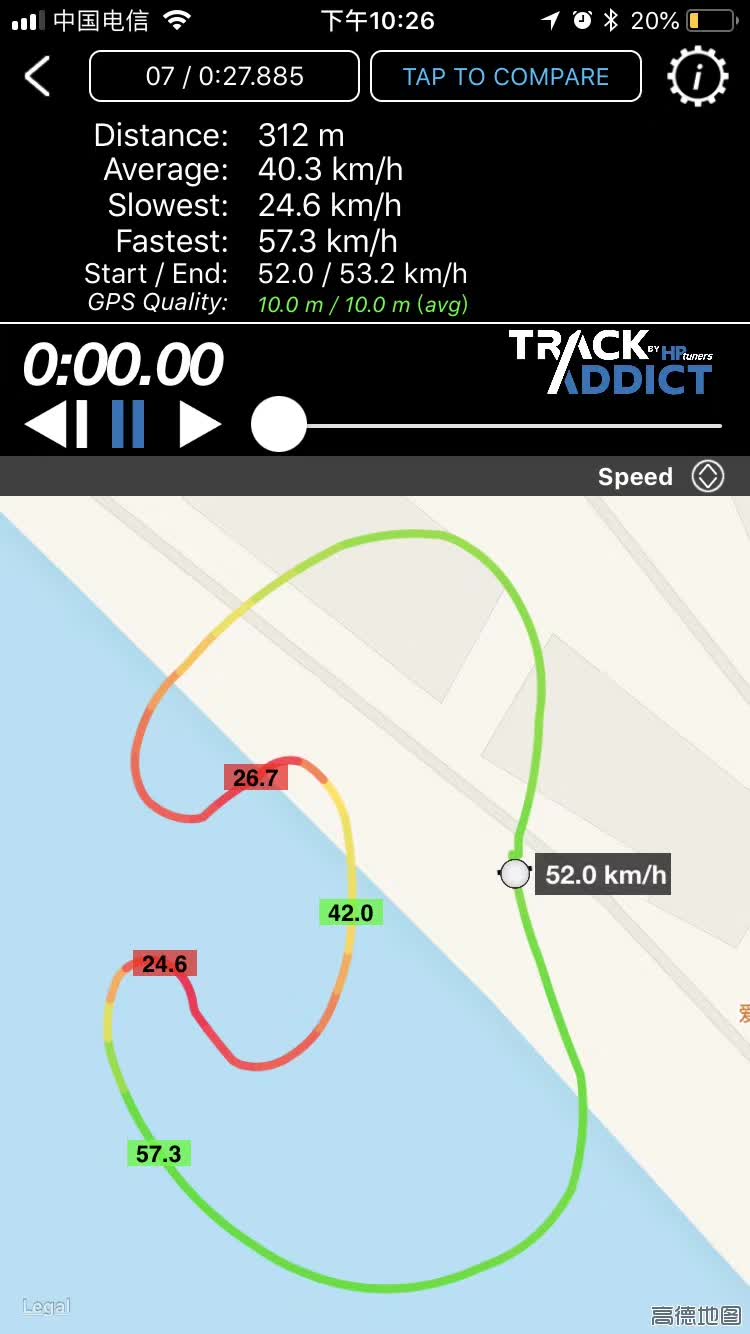 中国电信 下午10:26 20%
07 / 0:27.885 TAP TO COMPARE
Distance: 312 m
Average: 40.3 km/h
Slowest: 24.6 km/h
Fastest: 57.3 km/h
Start / End: 52.0 / 53.2 km/h
GPS Quality: 10.0 m / 10.0 m (avg)
0:00.00
TRACK BY HP tuners
ADDICT
Speed
26.7
52.0 km/h
42.0
24.6
爱
57.3
Legal
高德地图